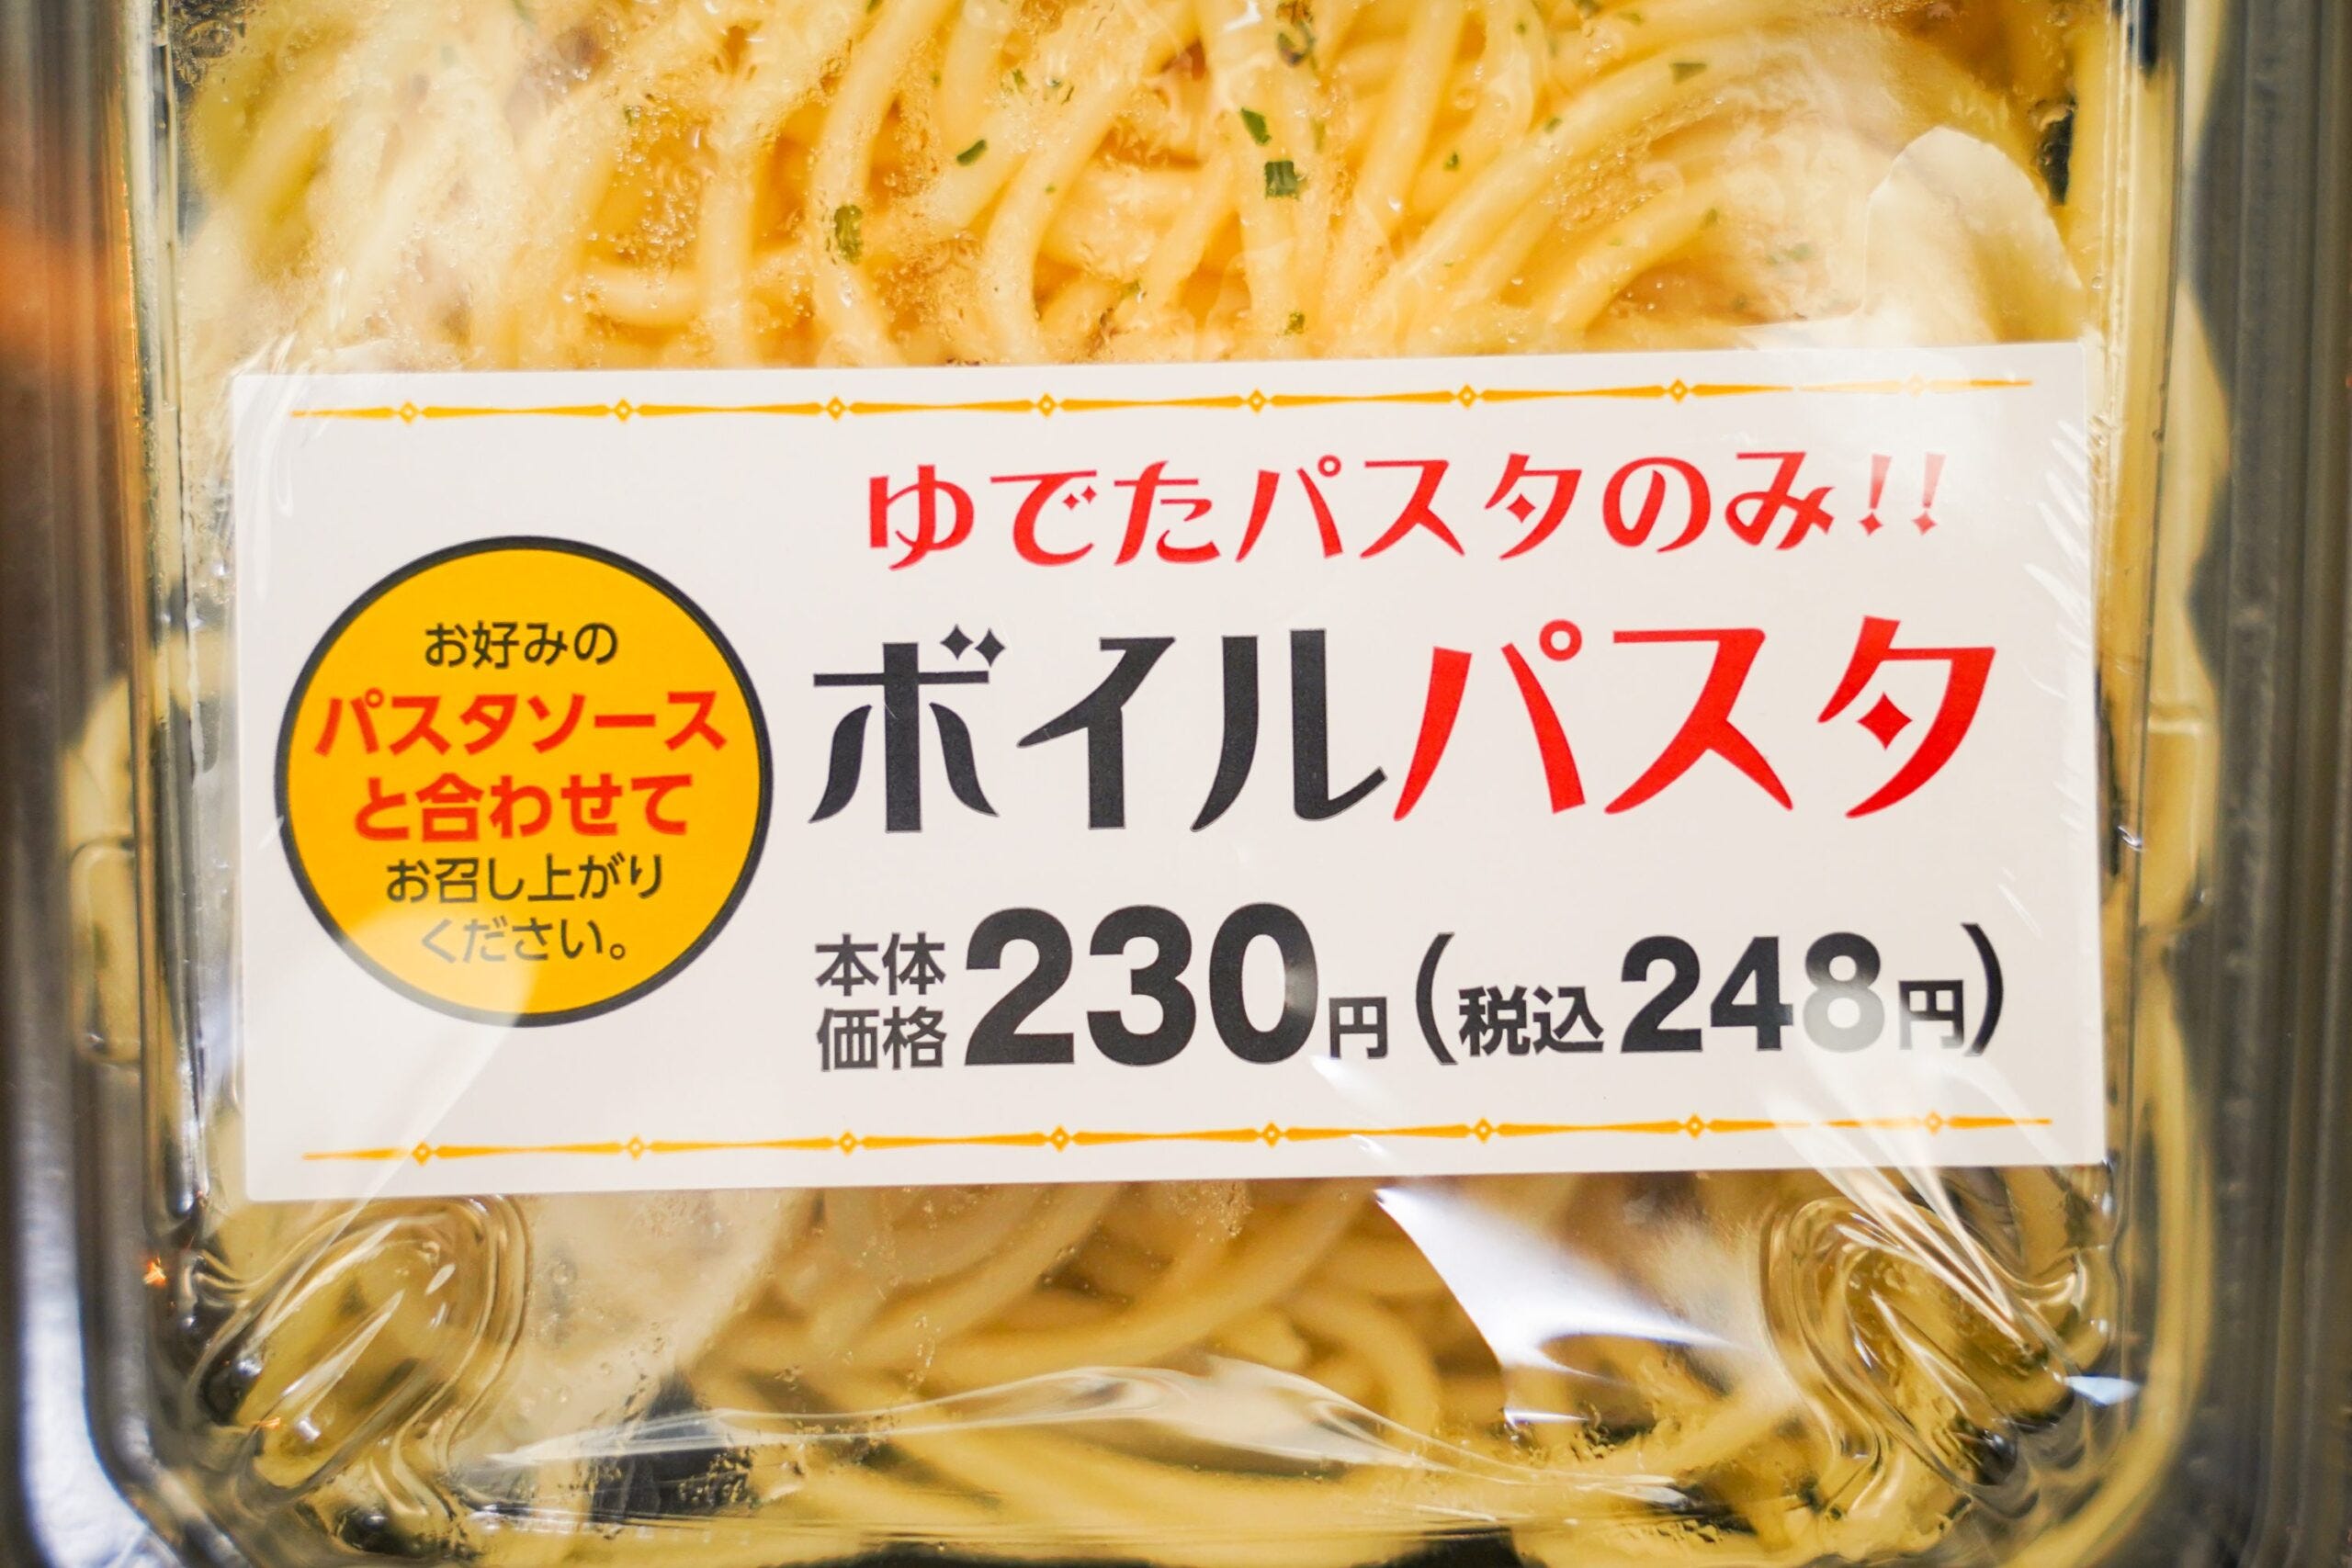 ゆでたパスタのみ!!
ボイルパスタ
お好みの
パスタソース
と合わせて
お召し上がり
ください。
本体価格230円(税込248円)